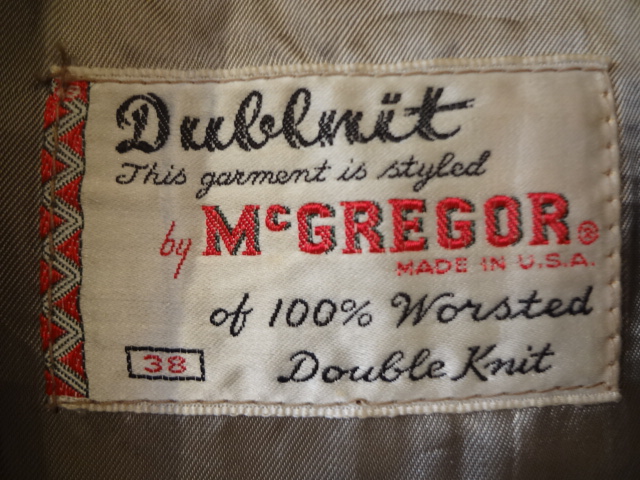 Dublnit
This garment is styled
by McGREGOR®
MADE IN U.S.A.
of 100% Worsted
38 Double Knit